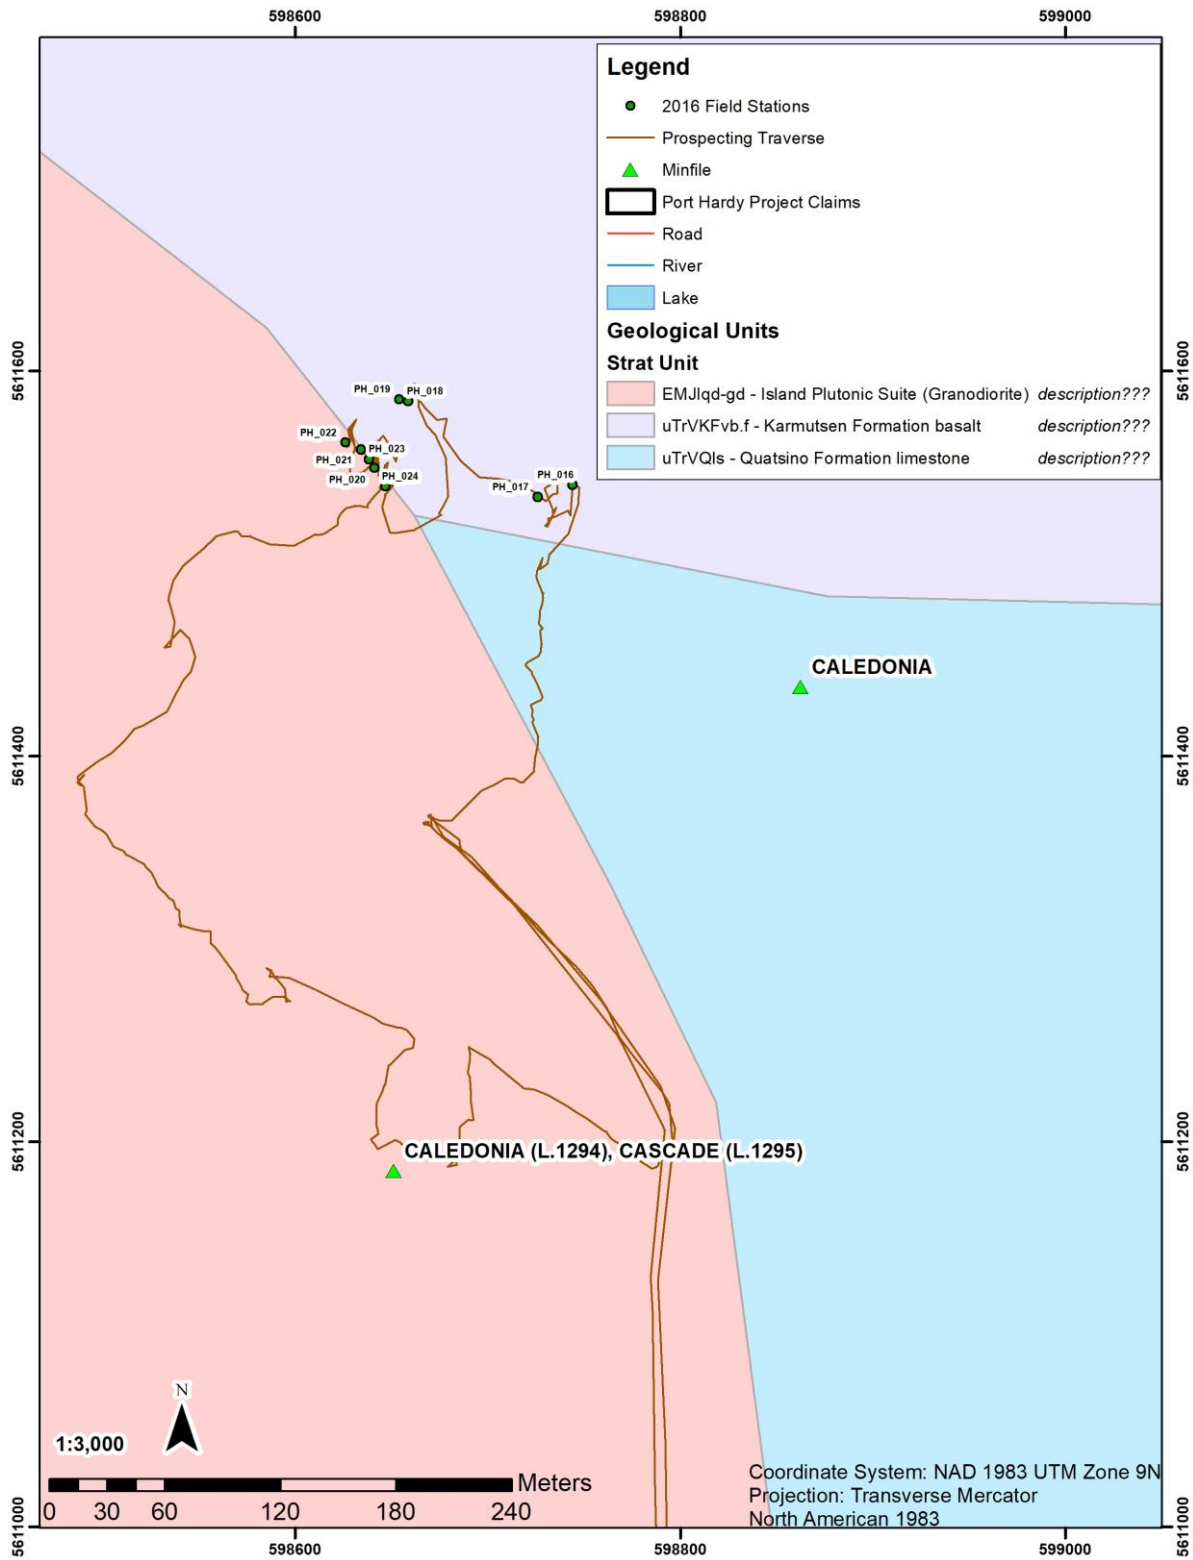 598600
598800
599000
Legend
2016 Field Stations
Prospecting Traverse
Minfile
Port Hardy Project Claims
Road
River
Lake
Geological Units
Strat Unit
EMJIqd-gd - Island Plutonic Suite (Granodiorite) description???
uTrVKFvb.f - Karmutsen Formation basalt description???
uTrVQls - Quatsino Formation limestone description???
5611600
5611600
PH_019
PH_018
PH_022
PH_023
PH_021
PH_020
PH_024
PH_016
PH_017
CALEDONIA
5611400
5611400
5611200
5611200
CALEDONIA (L.1294), CASCADE (L.1295)
N
1:3,000
Meters
0 30 60 120 180 240
Coordinate System: NAD 1983 UTM Zone 9N
Projection: Transverse Mercator
North American 1983
5611000
5611000
598600
598800
599000